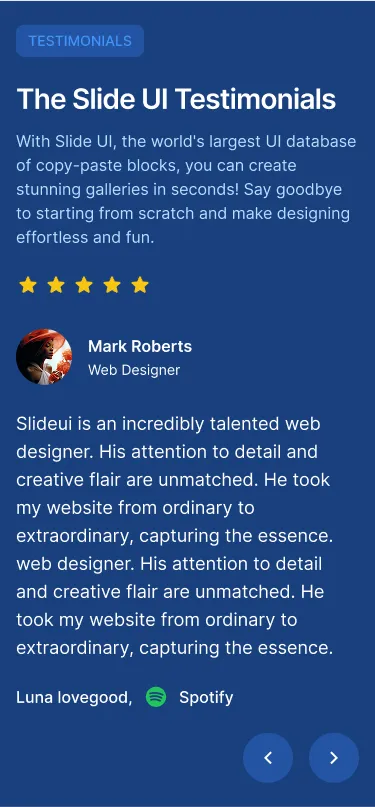 TESTIMONIALS
The Slide UI Testimonials
With Slide UI, the world's largest UI database
of copy-paste blocks, you can create
stunning galleries in seconds! Say goodbye
to starting from scratch and make designing
effortless and fun.
Mark Roberts
Web Designer
Slideui is an incredibly talented web
designer. His attention to detail and
creative flair are unmatched. He took
my website from ordinary to
extraordinary, capturing the essence.
web designer. His attention to detail
and creative flair are unmatched. He
took my website from ordinary to
extraordinary, capturing the essence.
Luna lovegood, Spotify